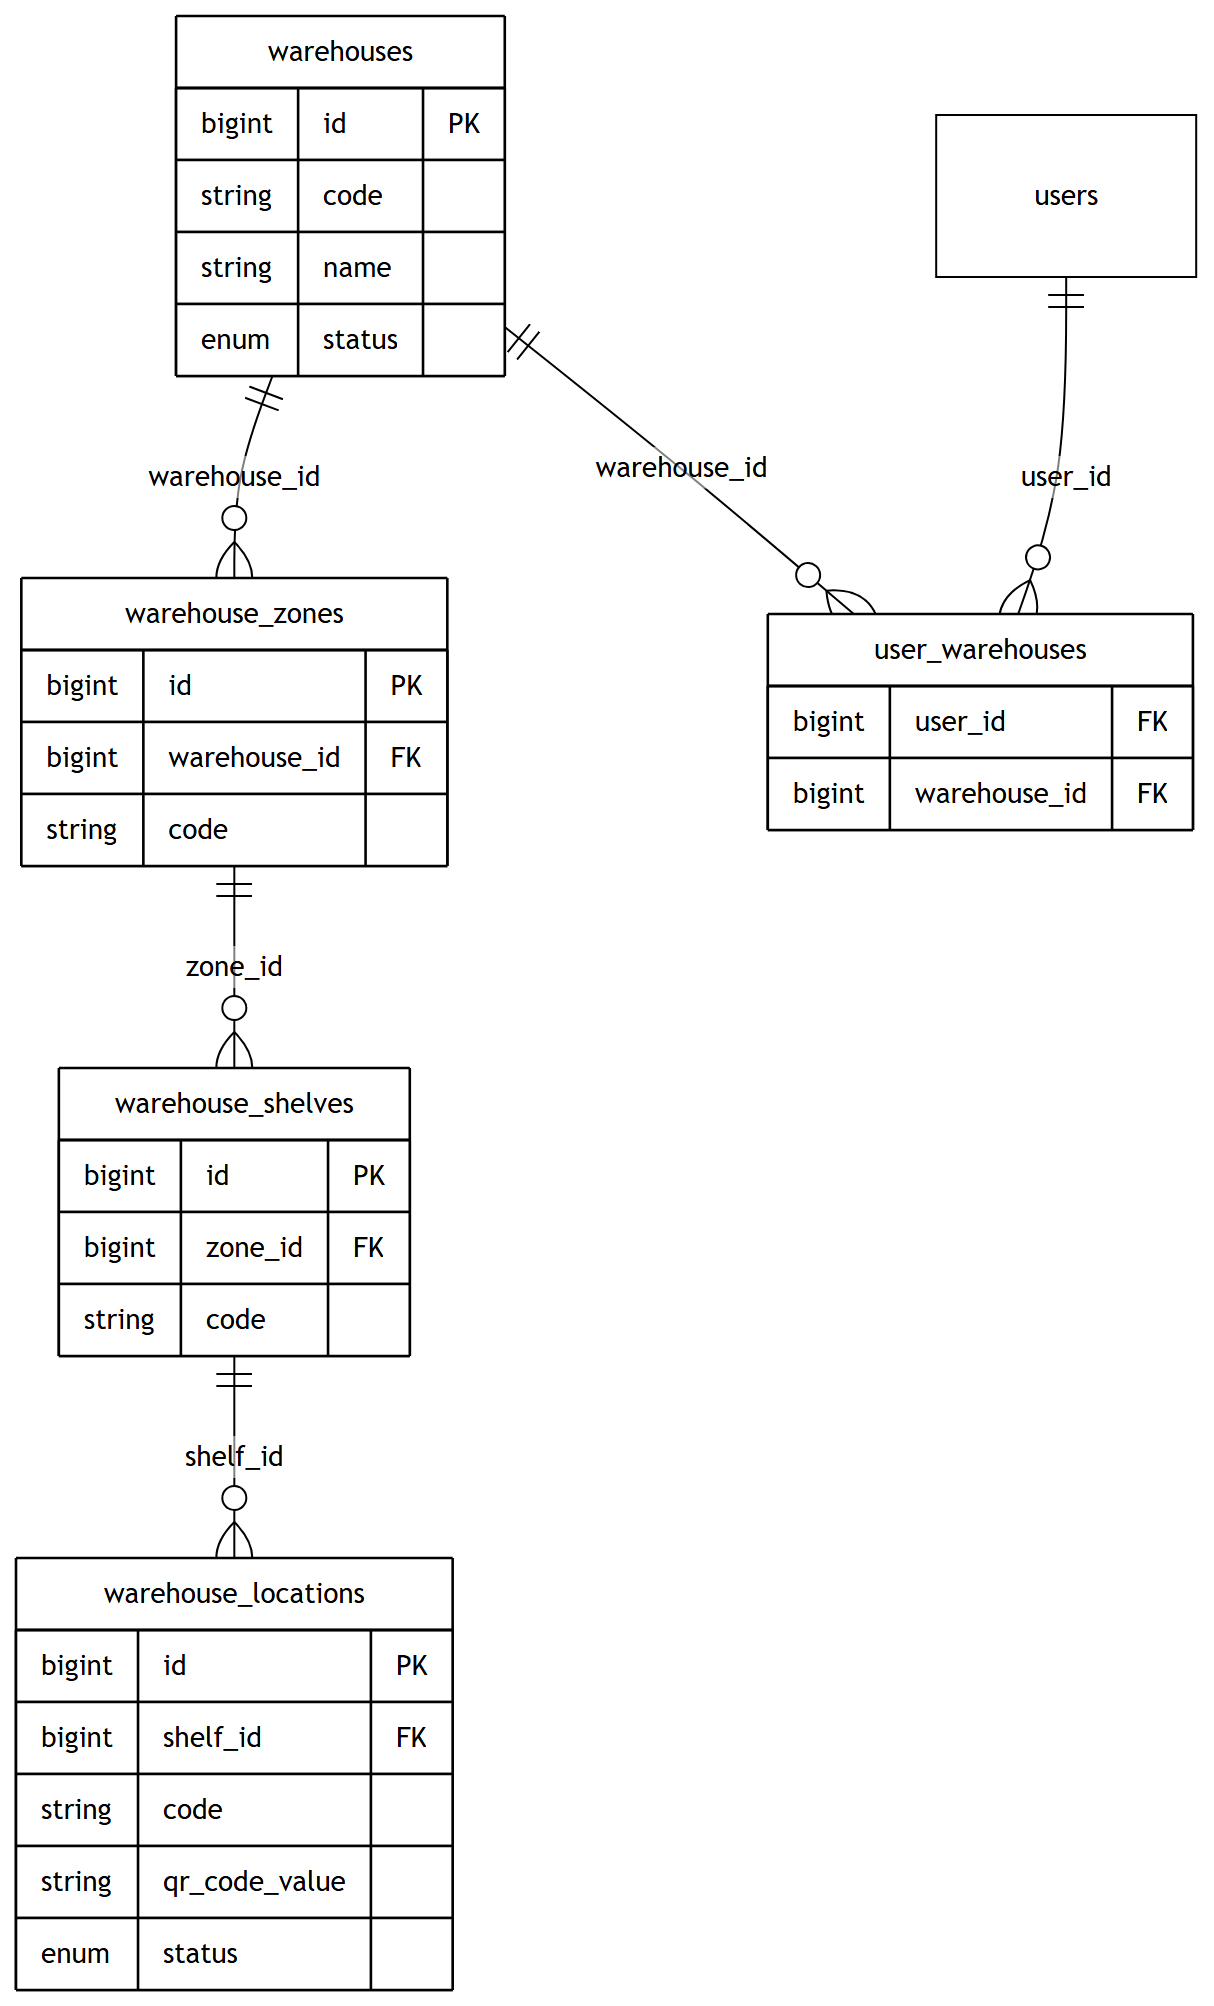 warehouses
bigint id PK
string code
string name
enum status
users
warehouse_id
warehouse_id
user_id
warehouse_zones
bigint id PK
bigint warehouse_id FK
string code
user_warehouses
bigint user_id FK
bigint warehouse_id FK
zone_id
warehouse_shelves
bigint id PK
bigint zone_id FK
string code
shelf_id
warehouse_locations
bigint id PK
bigint shelf_id FK
string code
string qr_code_value
enum status